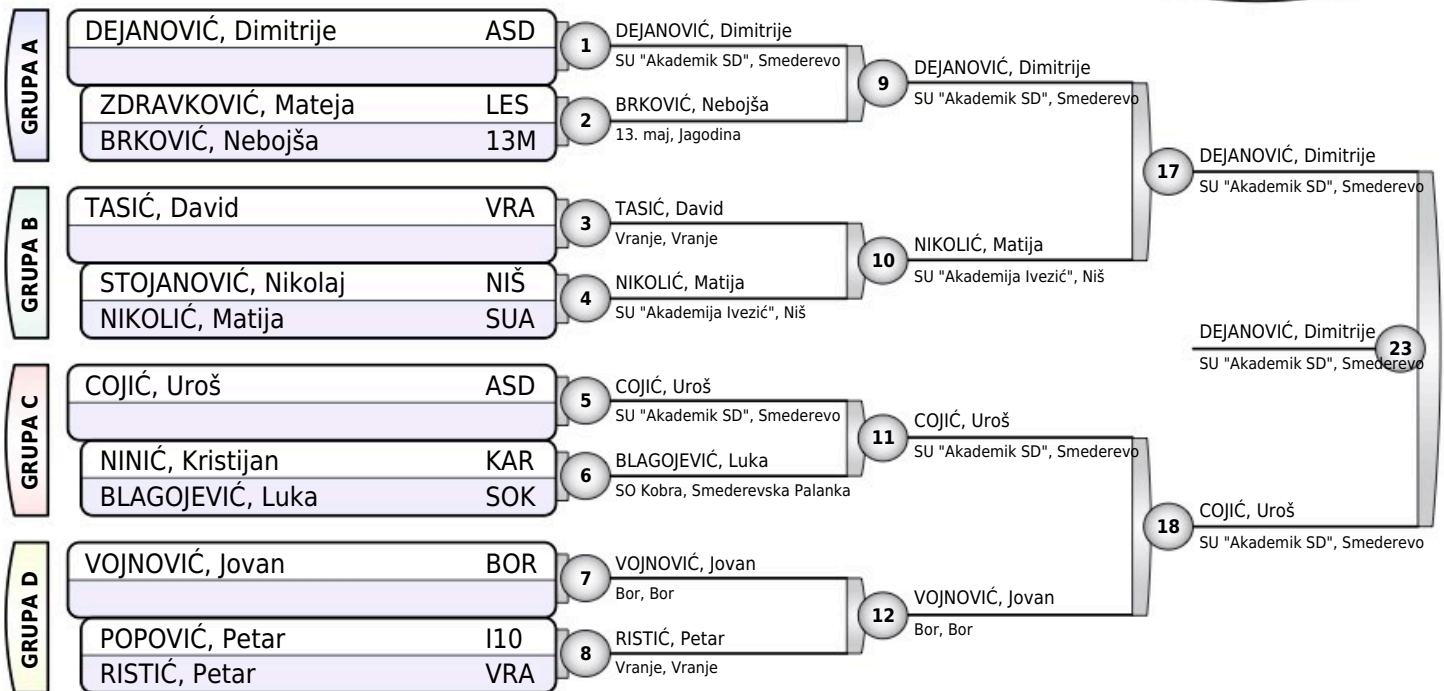 GRUPA A
DEJANOVIĆ, Dimitrije ASD
ZDRAVKOVIĆ, Mateja LES
BRKOVIĆ, Nebojša 13M
GRUPA B
TASIĆ, David VRA
STOJANOVIĆ, Nikolaj NIŠ
NIKOLIĆ, Matija SUA
GRUPA C
COJIĆ, Uroš ASD
NINIĆ, Kristijan KAR
BLAGOJEVIĆ, Luka SOK
GRUPA D
VOJNOVIĆ, Jovan BOR
POPOVIĆ, Petar I10
RISTIĆ, Petar VRA
1
DEJANOVIĆ, Dimitrije
SU "Akademik SD", Smederevo
2
BRKOVIĆ, Nebojša
13. maj, Jagodina
3
TASIĆ, David
Vranje, Vranje
4
NIKOLIĆ, Matija
SU "Akademija Ivezić", Niš
5
COJIĆ, Uroš
SU "Akademik SD", Smederevo
6
BLAGOJEVIĆ, Luka
SO Kobra, Smederevska Palanka
7
VOJNOVIĆ, Jovan
Bor, Bor
8
RISTIĆ, Petar
Vranje, Vranje
9
DEJANOVIĆ, Dimitrije
SU "Akademik SD", Smederevo
10
NIKOLIĆ, Matija
SU "Akademija Ivezić", Niš
11
COJIĆ, Uroš
SU "Akademik SD", Smederevo
12
VOJNOVIĆ, Jovan
Bor, Bor
17
DEJANOVIĆ, Dimitrije
SU "Akademik SD", Smederevo
18
COJIĆ, Uroš
SU "Akademik SD", Smederevo
DEJANOVIĆ, Dimitrije
23
SU "Akademik SD", Smederevo